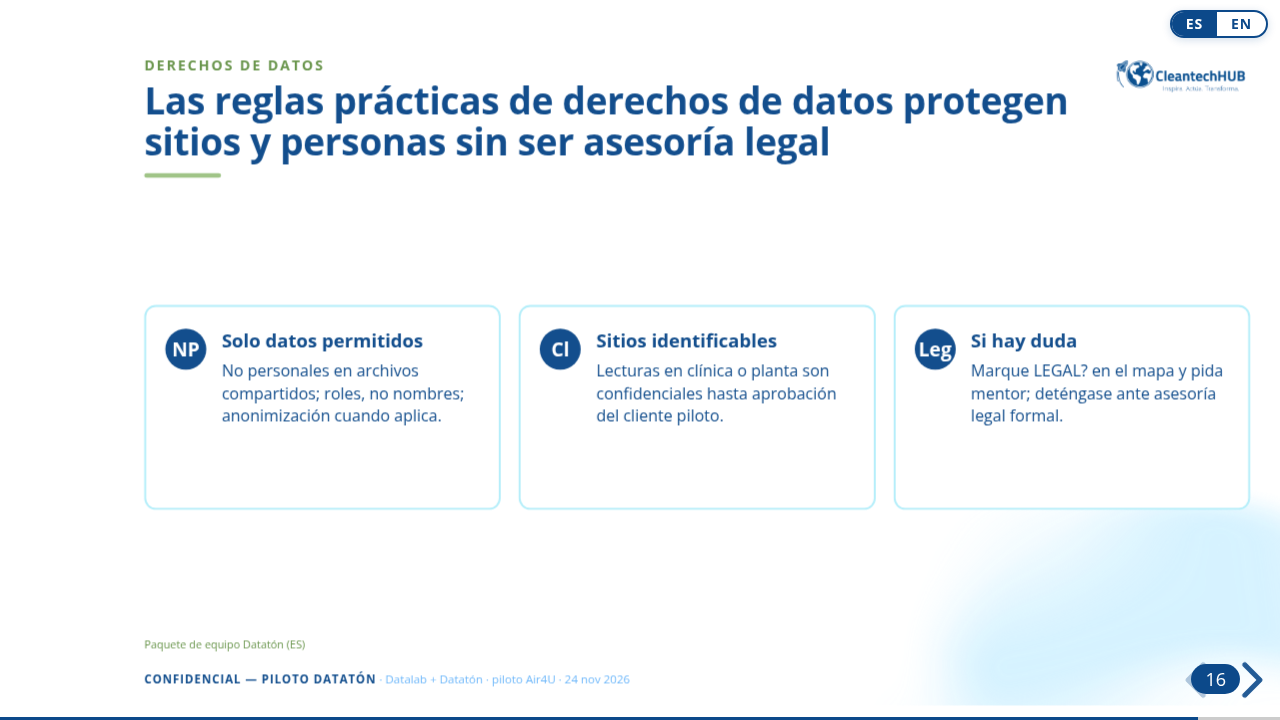 ES EN
DERECHOS DE DATOS
Las reglas prácticas de derechos de datos protegen
sitios y personas sin ser asesoría legal
CleantechHUB
Inspire. Actúa. Transforma.
NP
Solo datos permitidos
No personales en archivos
compartidos; roles, no nombres;
anonimización cuando aplica.
Cl
Sitios identificables
Lecturas en clínica o planta son
confidenciales hasta aprobación
del cliente piloto.
Leg
Si hay duda
Marque LEGAL? en el mapa y pida
mentor; deténgase ante asesoría
legal formal.
Paquete de equipo Datatón (ES)
CONFIDENCIAL — PILOTO DATATÓN · Datalab + Datatón · piloto Air4U · 24 nov 2026
16